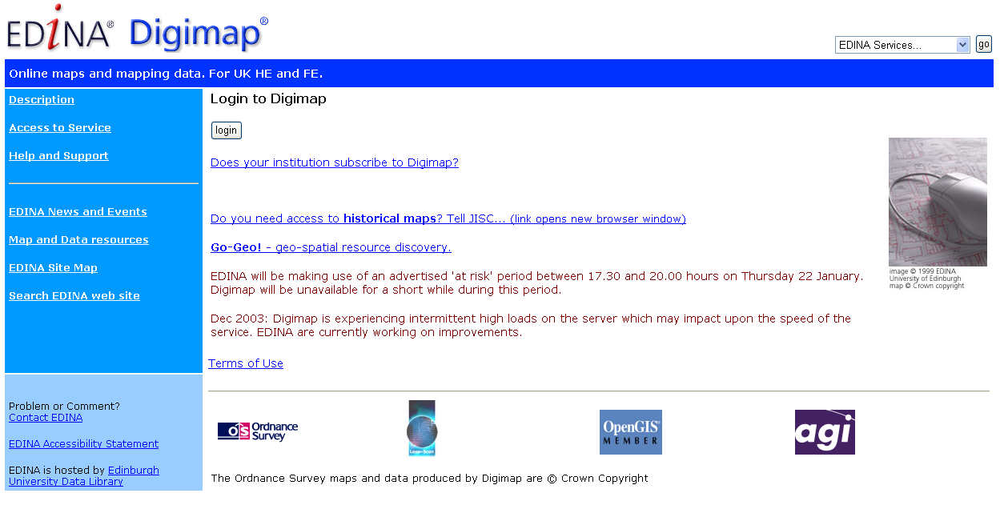 EDINA® Digimap®
EDINA Services...
go
Online maps and mapping data. For UK HE and FE.
Description
Access to Service
Help and Support
EDINA News and Events
Map and Data resources
EDINA Site Map
Search EDINA web site
Problem or Comment?
Contact EDINA
EDINA Accessibility Statement
EDINA is hosted by Edinburgh
University Data Library
Login to Digimap
login
Does your institution subscribe to Digimap?
Do you need access to historical maps? Tell JISC... (link opens new browser window)
Go-Geo! - geo-spatial resource discovery.
EDINA will be making use of an advertised 'at risk' period between 17.30 and 20.00 hours on Thursday 22 January.
Digimap will be unavailable for a short while during this period.
Dec 2003: Digimap is experiencing intermittent high loads on the server which may impact upon the speed of the
service. EDINA are currently working on improvements.
Terms of Use
image © 1999 EDINA
University of Edinburgh
map © Crown copyright
OS Ordnance
Survey
Laser-Scan
OpenGIS®
MEMBER
agi
The Ordnance Survey maps and data produced by Digimap are © Crown Copyright